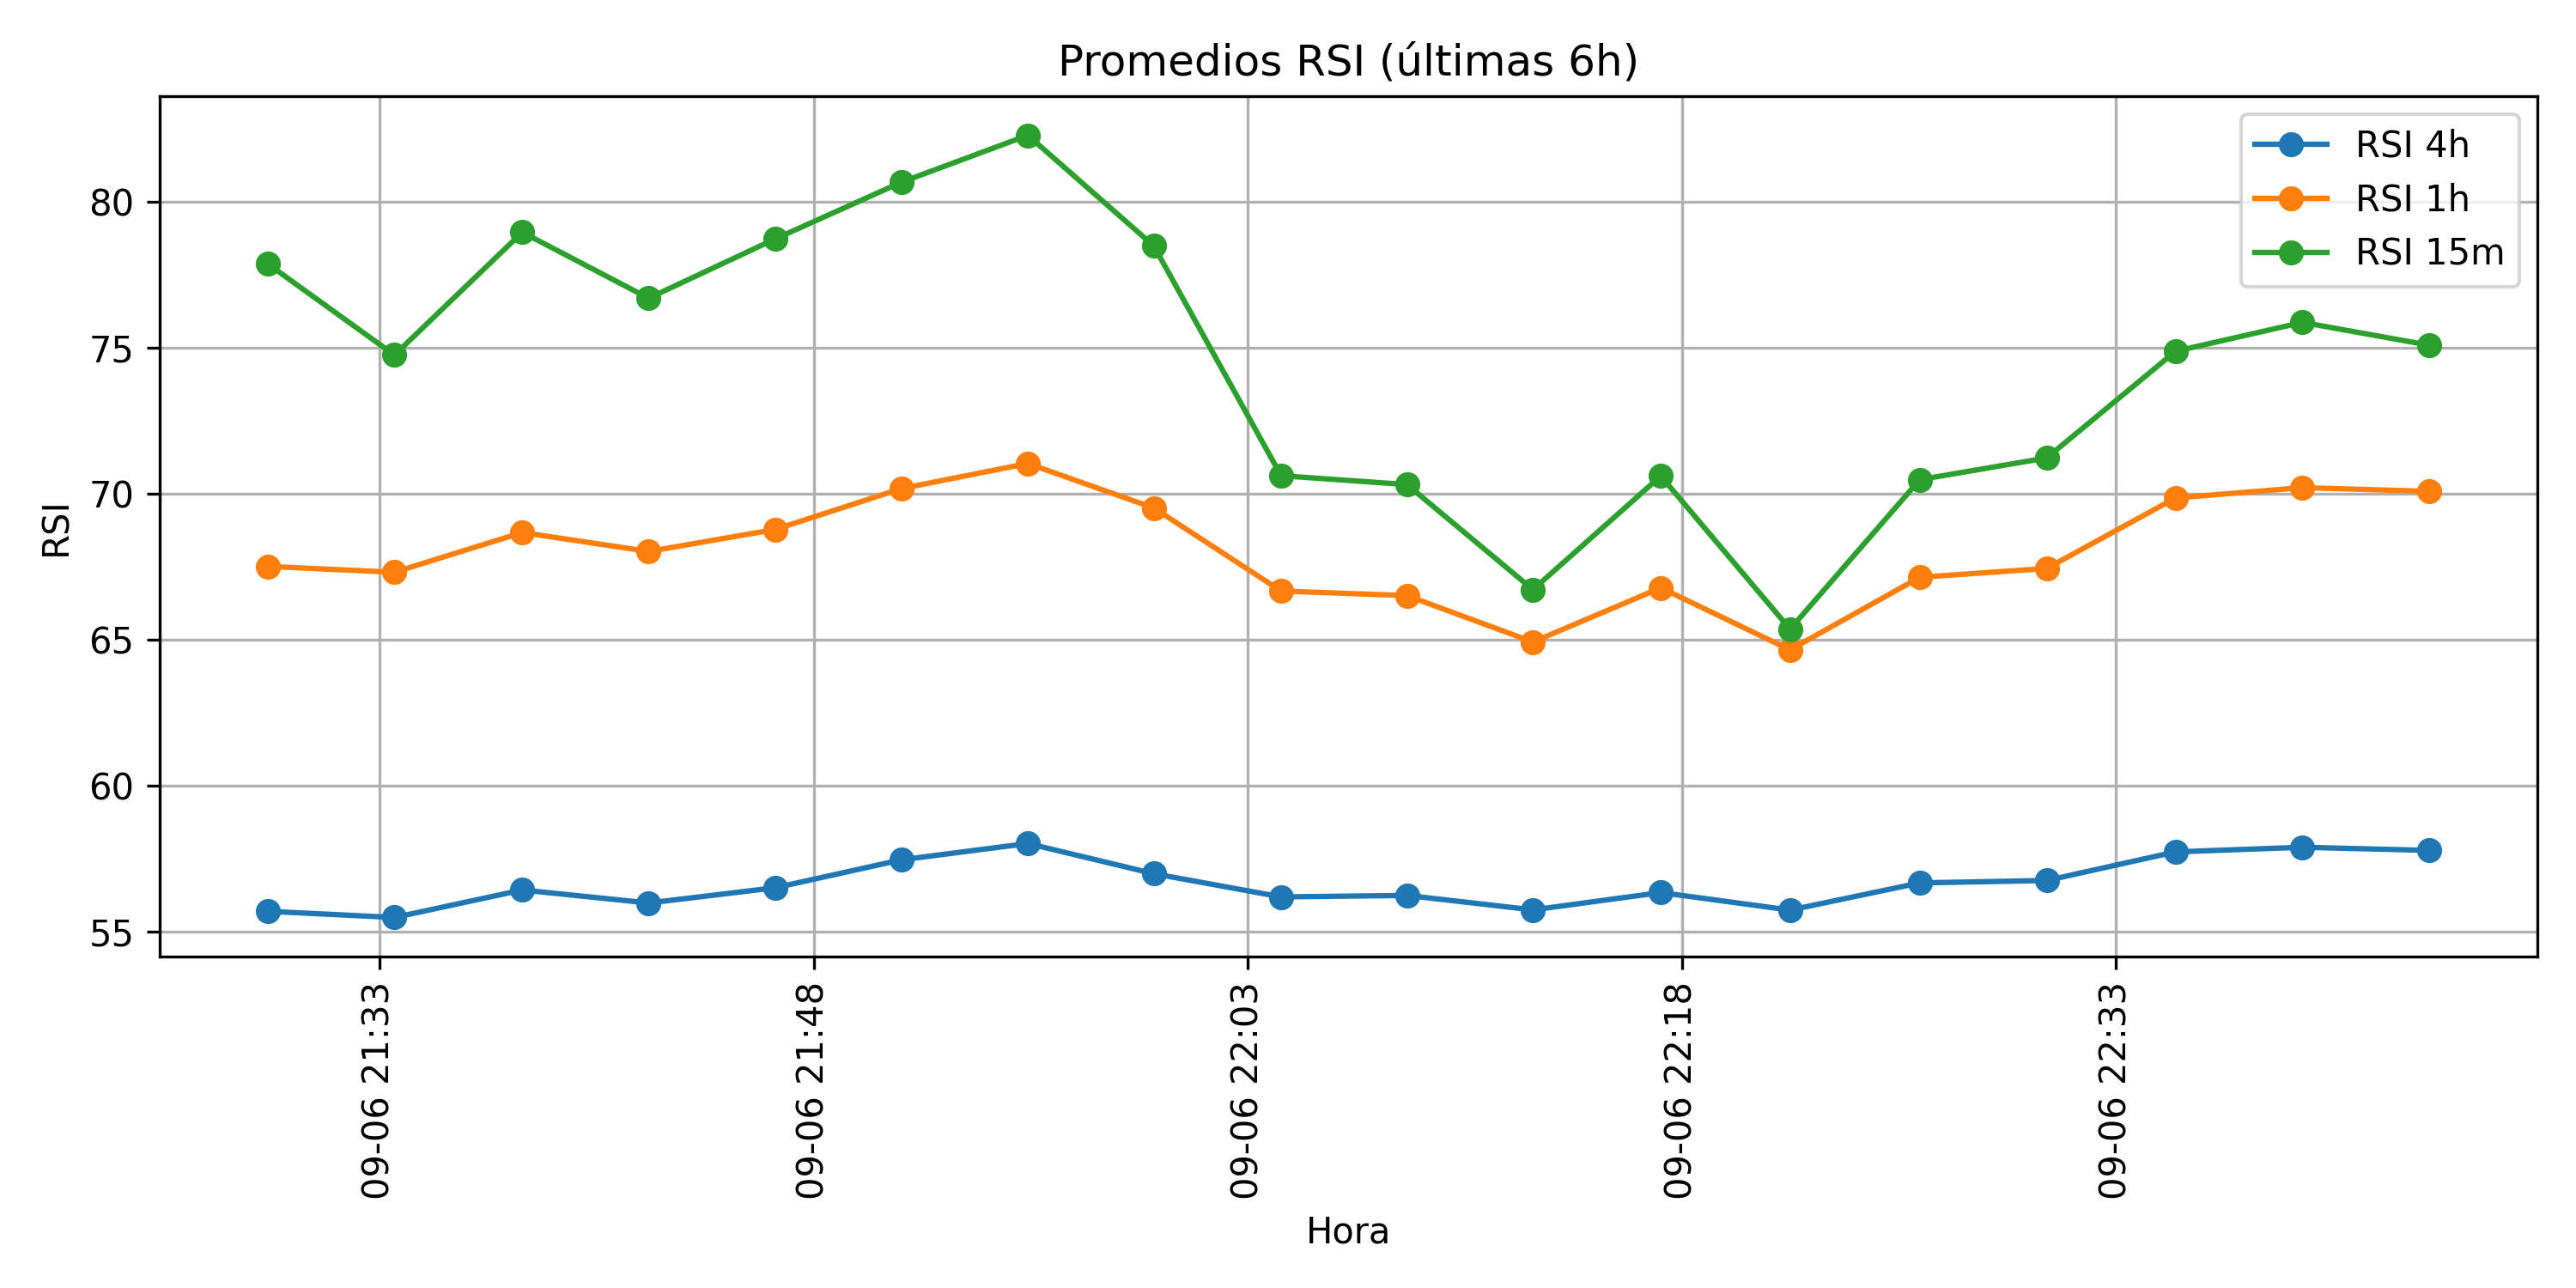 Promedios RSI (últimas 6h)
RSI 4h
RSI 1h
RSI 15m
RSI
80
75
70
65
60
55
09-06 21:33
09-06 21:48
09-06 22:03
09-06 22:18
09-06 22:33
Hora